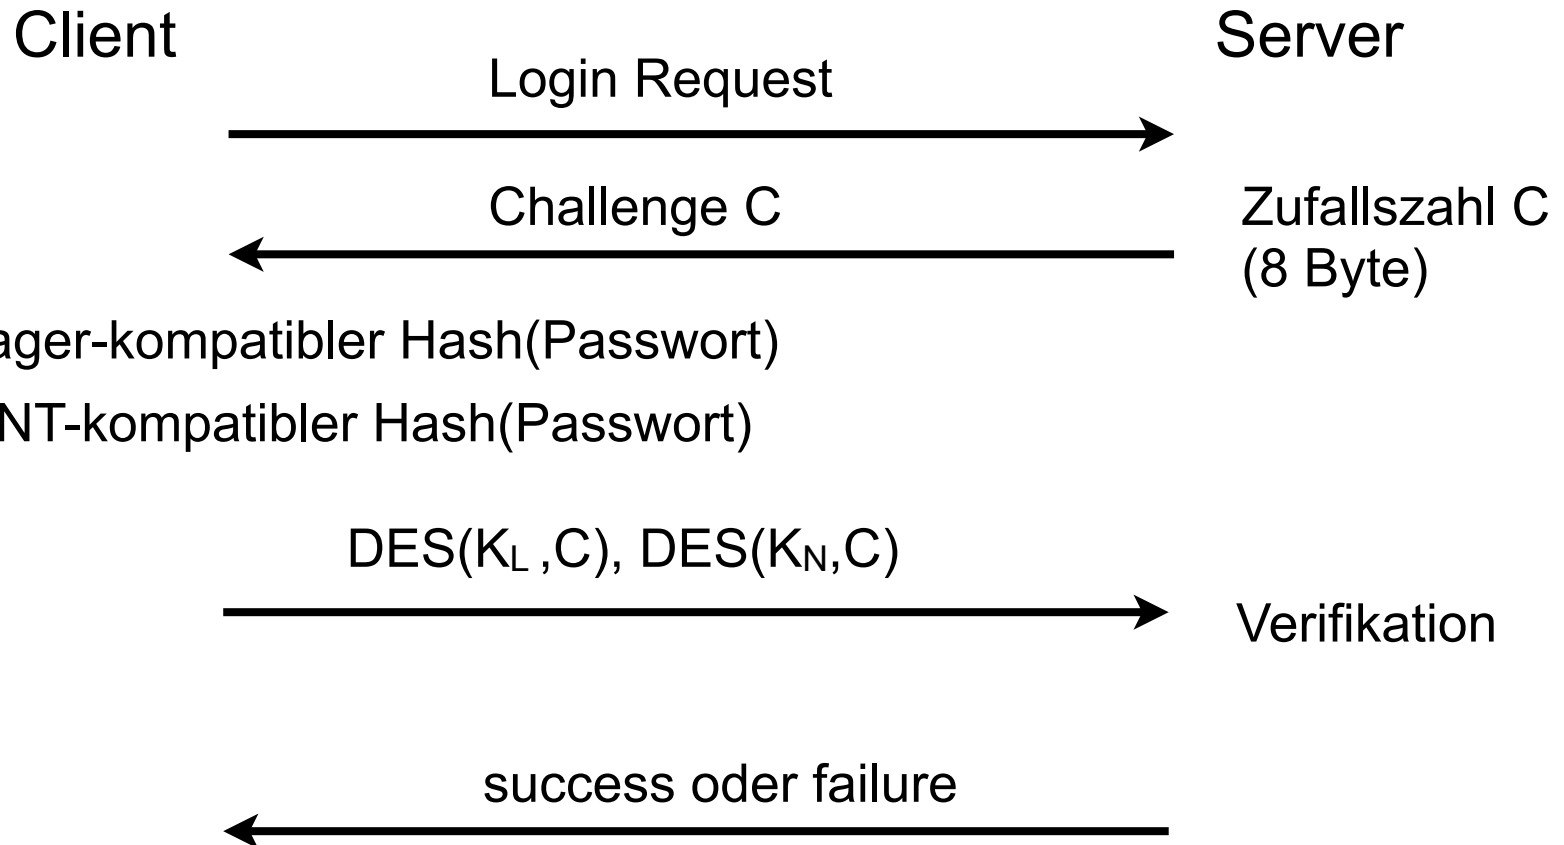 Client
Server
Login Request
Challenge C
Zufallszahl C
(8 Byte)
ager-kompatibler Hash(Passwort)
NT-kompatibler Hash(Passwort)
DES(KL ,C), DES(KN,C)
Verifikation
success oder failure